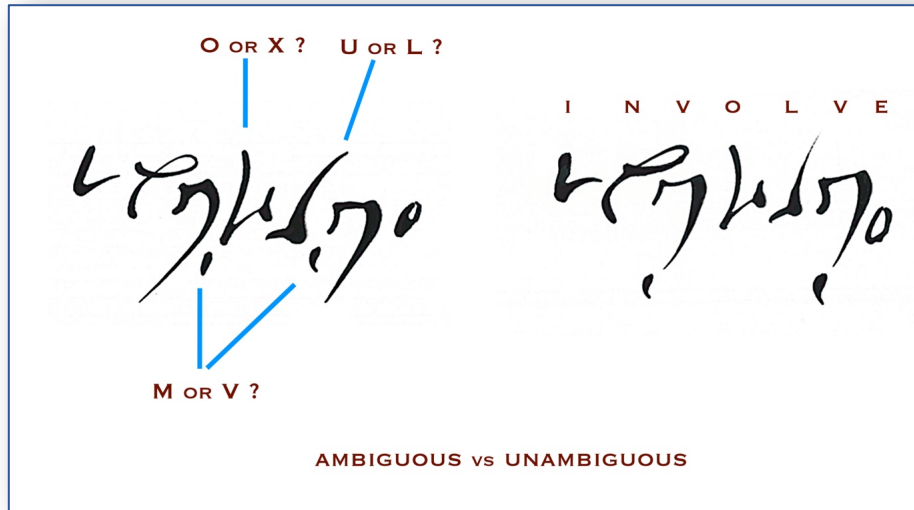 O OR X ? U OR L ?
I N V O L V E
M OR V ?
AMBIGUOUS VS UNAMBIGUOUS